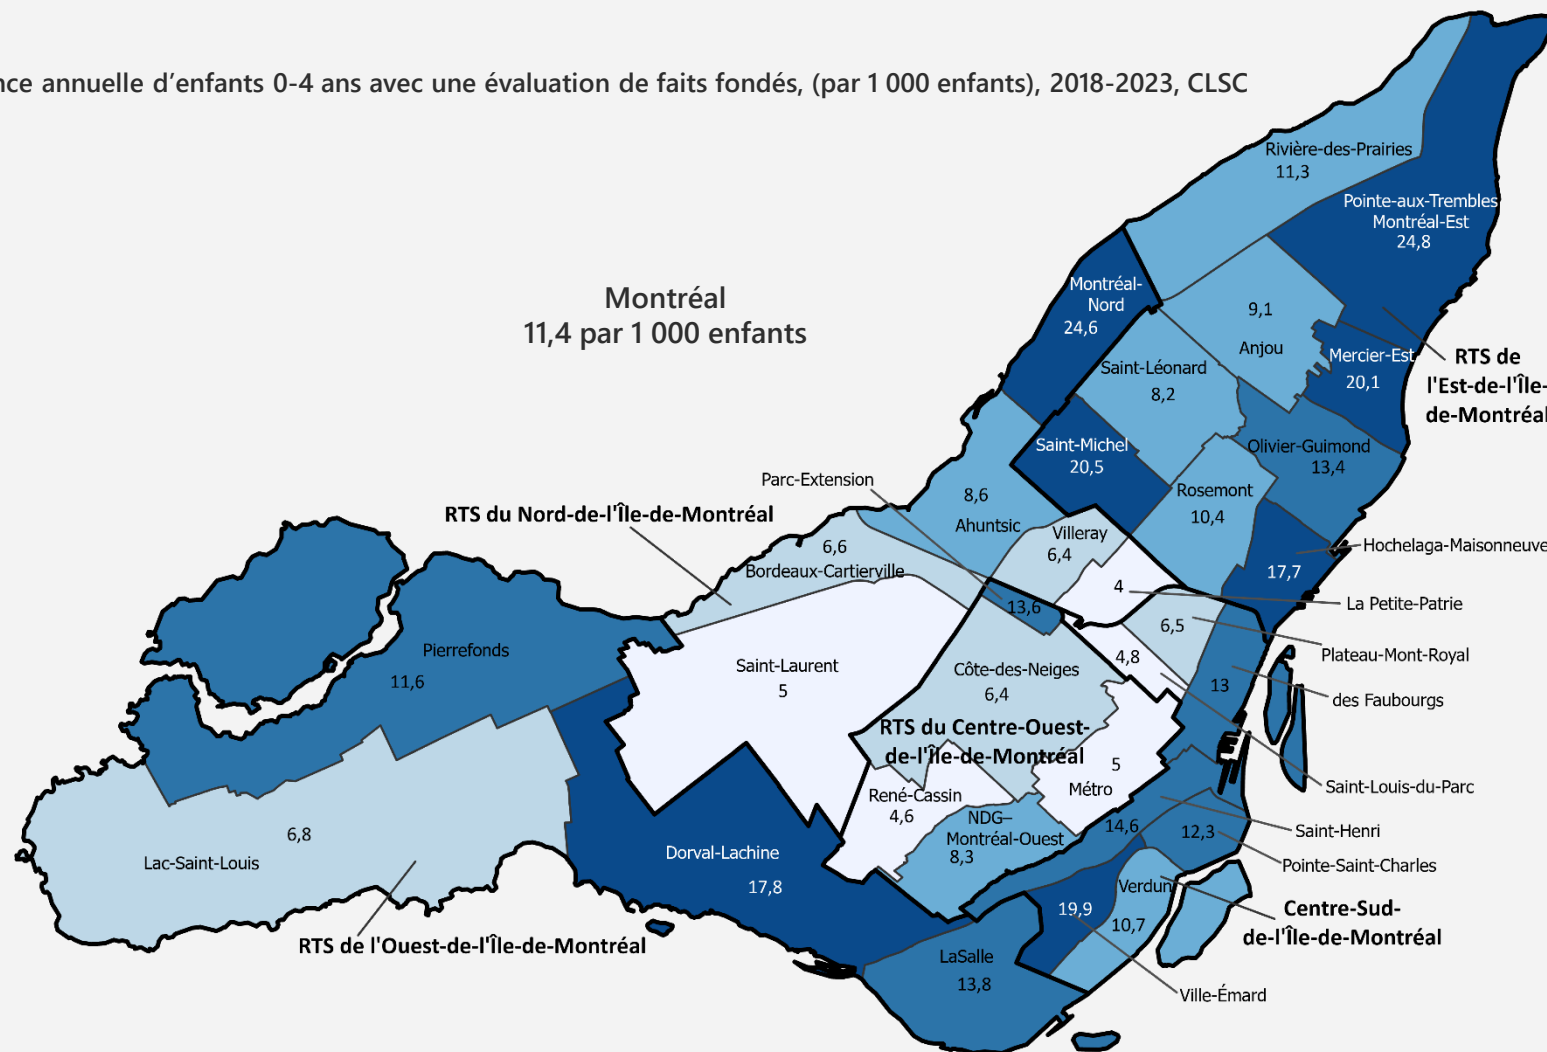 annuelle d'enfants 0-4 ans avec une évaluation de faits fondés, (par 1 000 enfants), 2018-2023, CLSC
Montréal
11,4 par 1 000 enfants
Rivière-des-Prairies
11,3
Pointe-aux-Trembles
Montréal-Est
24,8
Montréal-
Nord
24,6
9,1
Anjou
Mercier-Est
20,1
RTS de
l'Est-de-l'Île-
de-Montréal
Saint-Léonard
8,2
Saint-Michel
20,5
Olivier-Guimond
13,4
Parc-Extension
Rosemont
10,4
8,6
Ahuntsic
RTS du Nord-de-l'Île-de-Montréal
Villeray
6,4
6,6
Bordeaux-Cartierville
Hochelaga-Maisonneuve
17,7
4
La Petite-Patrie
13,6
6,5
Plateau-Mont-Royal
Pierrefonds
11,6
Saint-Laurent
5
Côte-des-Neiges
6,4
4,8
13
des Faubourgs
RTS du Centre-Ouest-
de-l'Île-de-Montréal
5
Métro
Saint-Louis-du-Parc
René-Cassin
4,6
NDG–
Montréal-Ouest
8,3
14,6
12,3
Saint-Henri
Pointe-Saint-Charles
6,8
Lac-Saint-Louis
Dorval-Lachine
17,8
Verdun
10,7
19,9
Centre-Sud-
de-l'Île-de-Montréal
RTS de l'Ouest-de-l'Île-de-Montréal
LaSalle
13,8
Ville-Émard